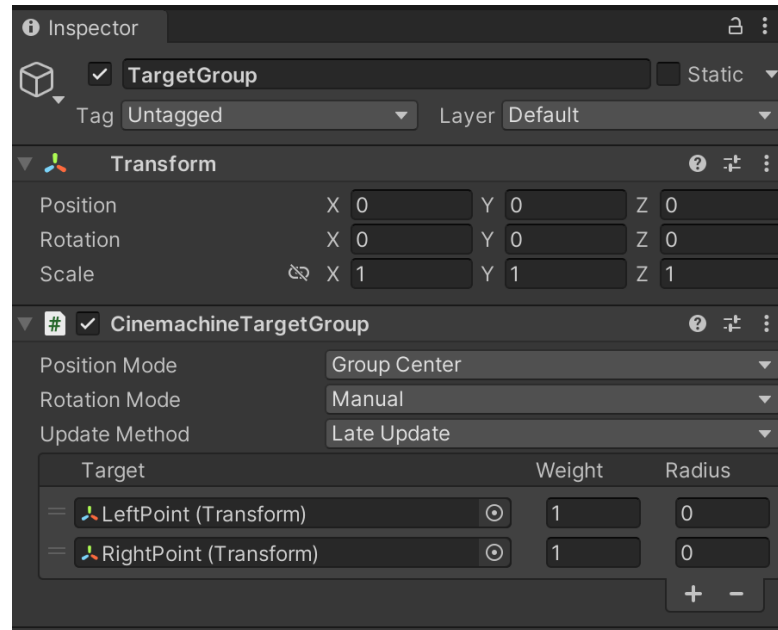 Inspector
TargetGroup Static
Tag Untagged Layer Default
Transform
Position X 0 Y 0 Z 0
Rotation X 0 Y 0 Z 0
Scale X 1 Y 1 Z 1
# CinemachineTargetGroup
Position Mode Group Center
Rotation Mode Manual
Update Method Late Update
Target Weight Radius
LeftPoint (Transform) 1 0
RightPoint (Transform) 1 0
+ −